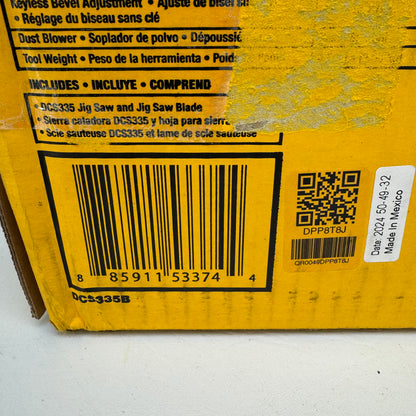 Keyless Bevel Adjustment • Ajuste de bisel
• Réglage du biseau sans clé
Dust Blower • Soplador de polvo • Dépoussié
Tool Weight • Peso de la herramienta • Poids
INCLUDES • INCLUYE • COMPREND
• DCS335 Jig Saw and Jig Saw Blade
• Sierra caladora DCS335 y hoja para sierra
• Scie sauteuse DCS335 et lame de scie sauteuse
DPP8T8J
QR0049DPP8T8J
Date: 2024 50-49-32
Made In Mexico
8 85911 53374 4
DCS335B